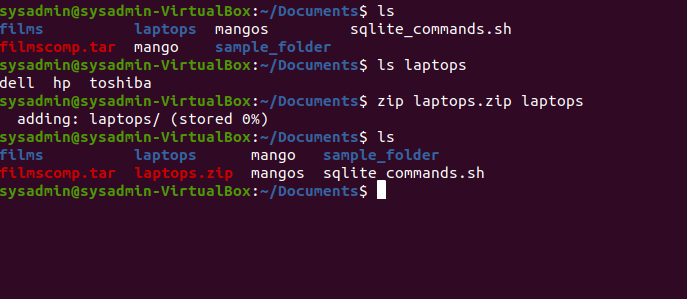 sysadmin@sysadmin-VirtualBox:~/Documents$ ls
films           laptops  mangos         sqlite_commands.sh
filmscomp.tar  mango    sample_folder
sysadmin@sysadmin-VirtualBox:~/Documents$ ls laptops
dell  hp  toshiba
sysadmin@sysadmin-VirtualBox:~/Documents$ zip laptops.zip laptops
  adding: laptops/ (stored 0%)
sysadmin@sysadmin-VirtualBox:~/Documents$ ls
films          laptops      mango   sample_folder
filmscomp.tar  laptops.zip  mangos  sqlite_commands.sh
sysadmin@sysadmin-VirtualBox:~/Documents$